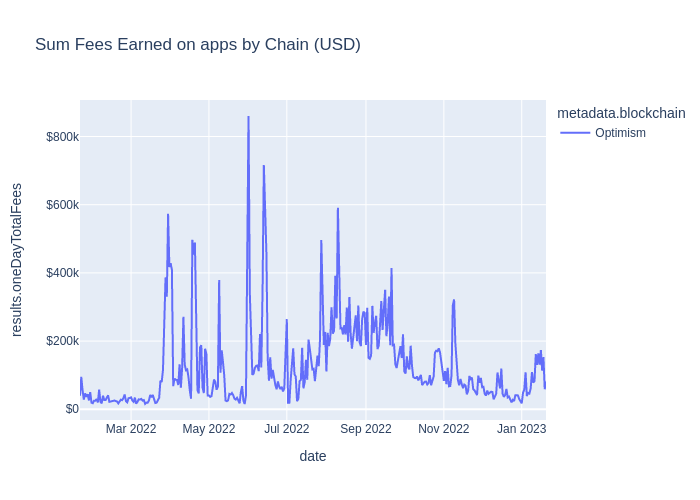 Sum Fees Earned on apps by Chain (USD)
metadata.blockchain
Optimism
results.oneDayTotalFees
$800k
$600k
$400k
$200k
$0
Mar 2022
May 2022
Jul 2022
Sep 2022
Nov 2022
Jan 2023
date